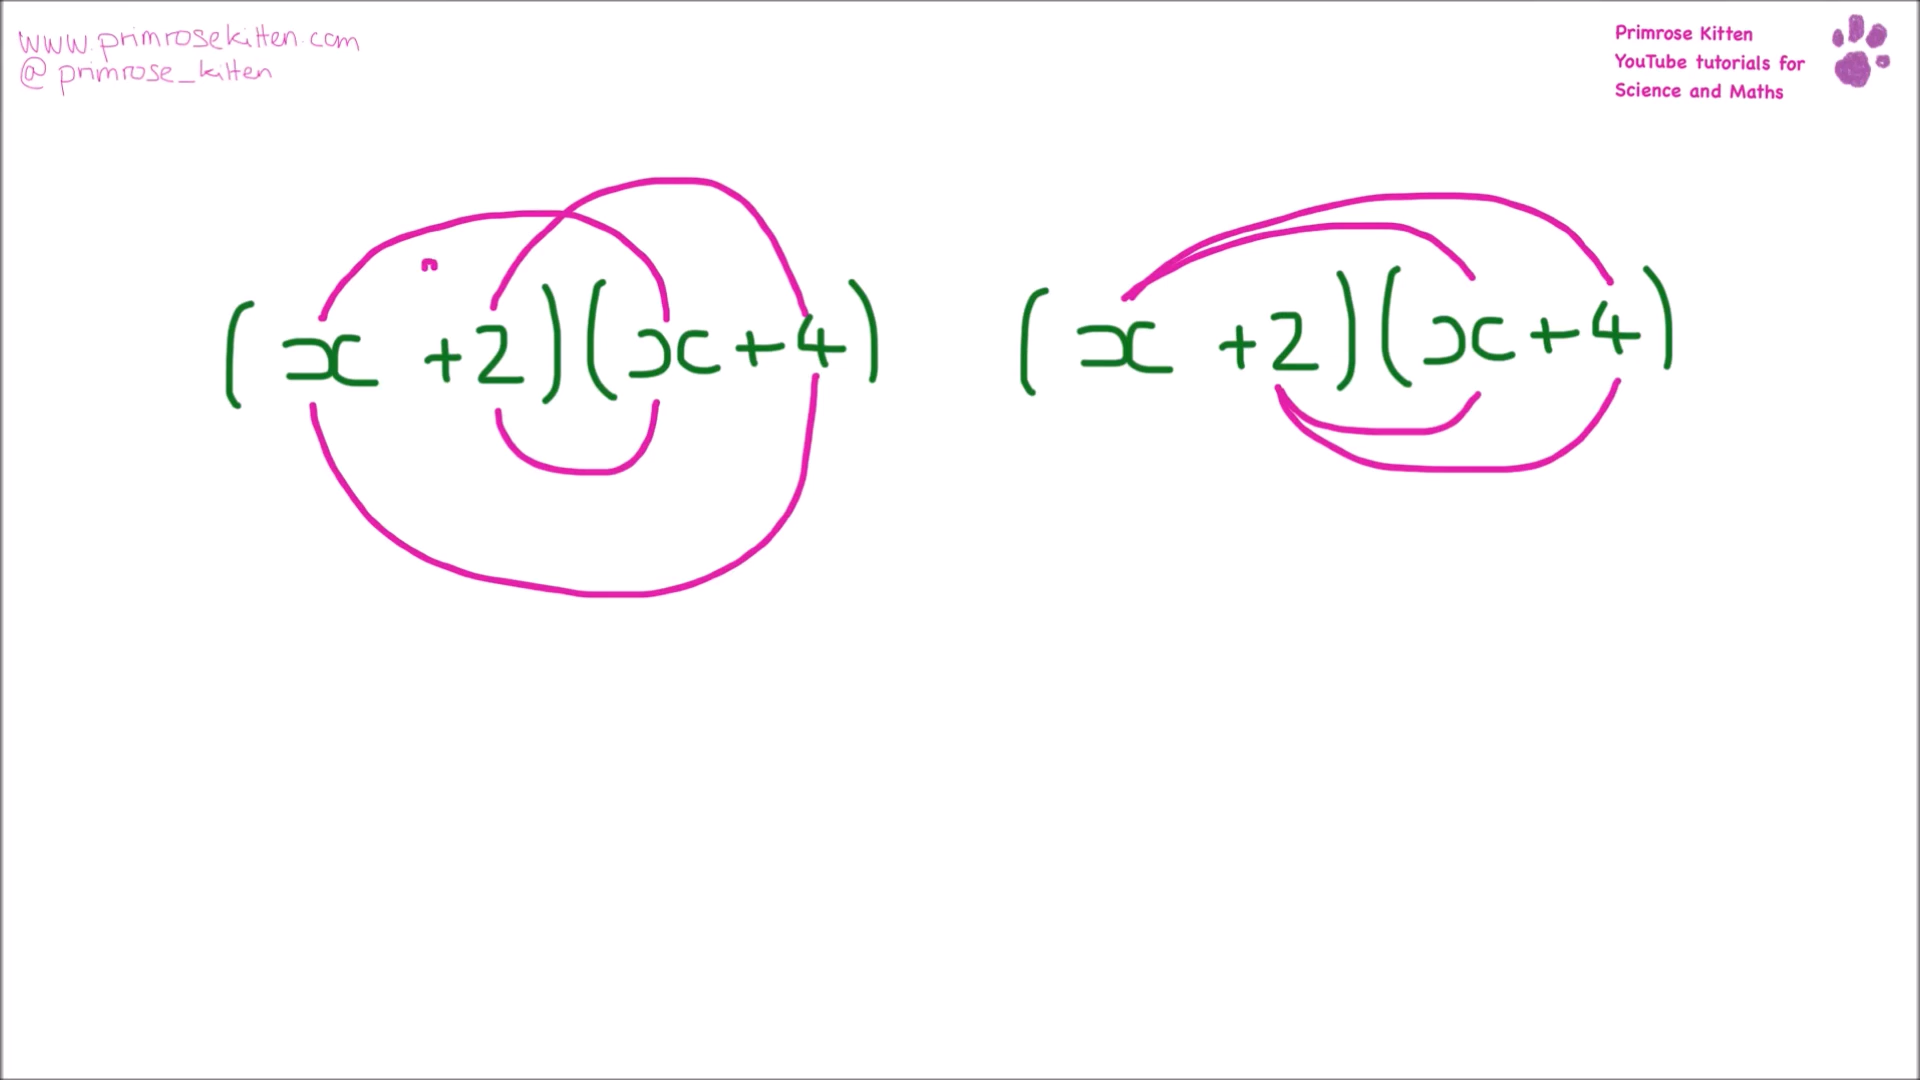 www.primrosekitten.com
@primrose_kitten
Primrose Kitten
YouTube tutorials for
Science and Maths
(x +2)(x+4)
(x +2)(x+4)